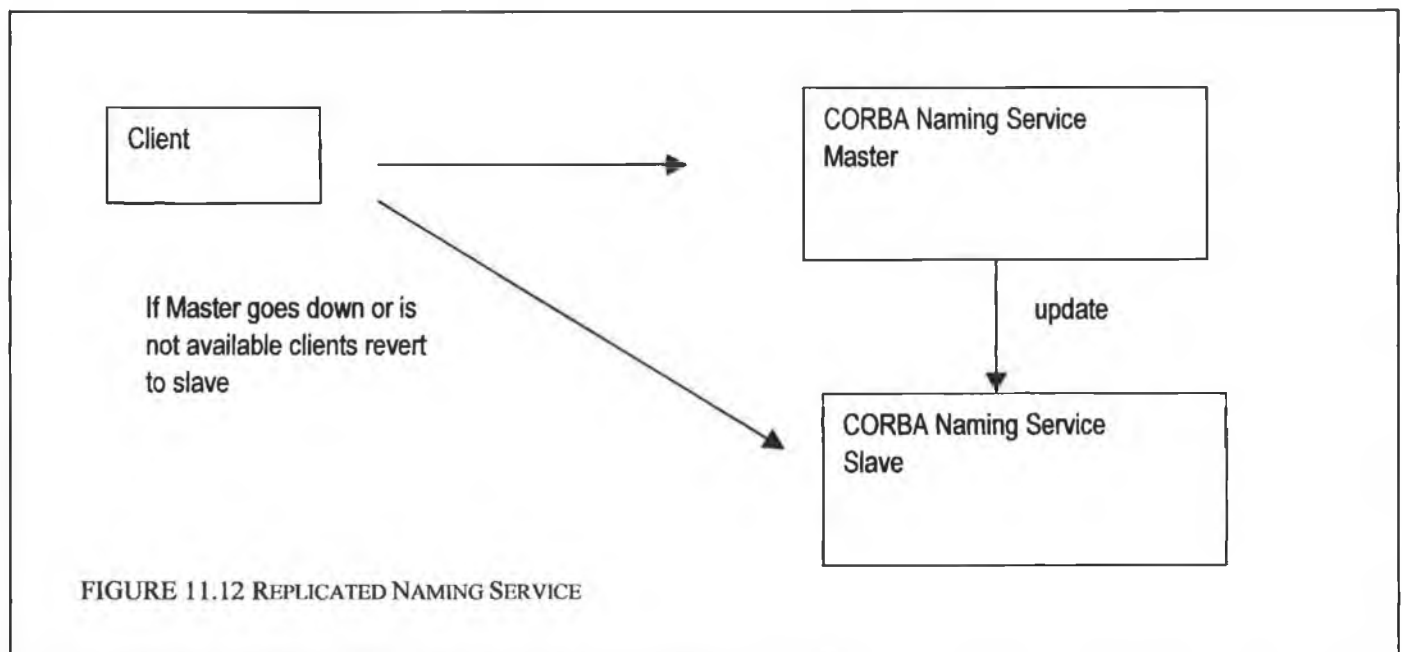 Client
CORBA Naming Service
Master
If Master goes down or is
not available clients revert
to slave
update
CORBA Naming Service
Slave
FIGURE 11.12 REPLICATED NAMING SERVICE